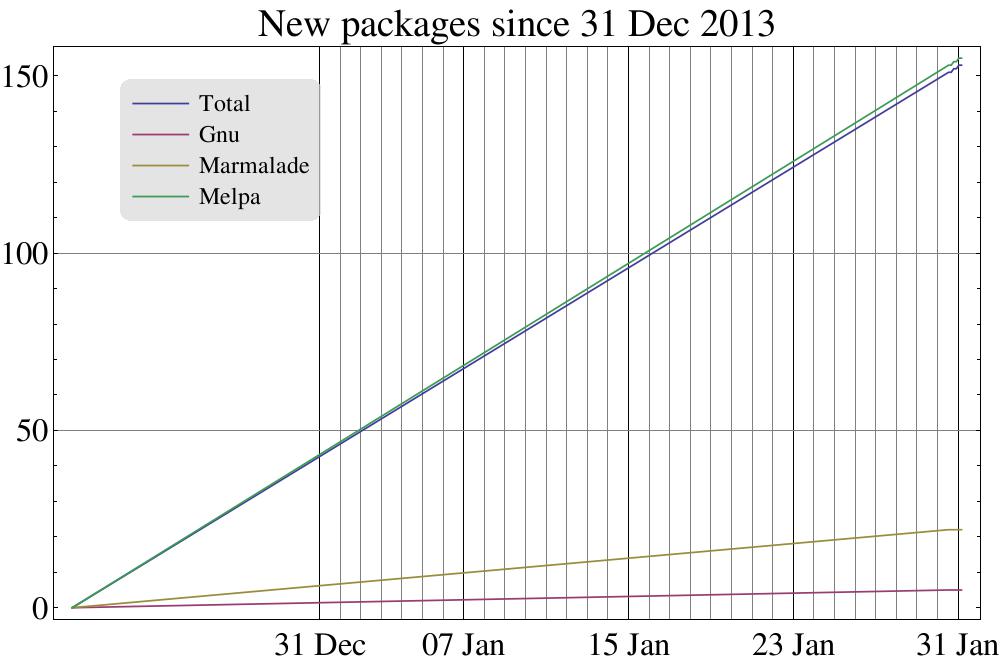 New packages since 31 Dec 2013
150
100
50
0
Total
Gnu
Marmalade
Melpa
31 Dec 07 Jan 15 Jan 23 Jan 31 Jan